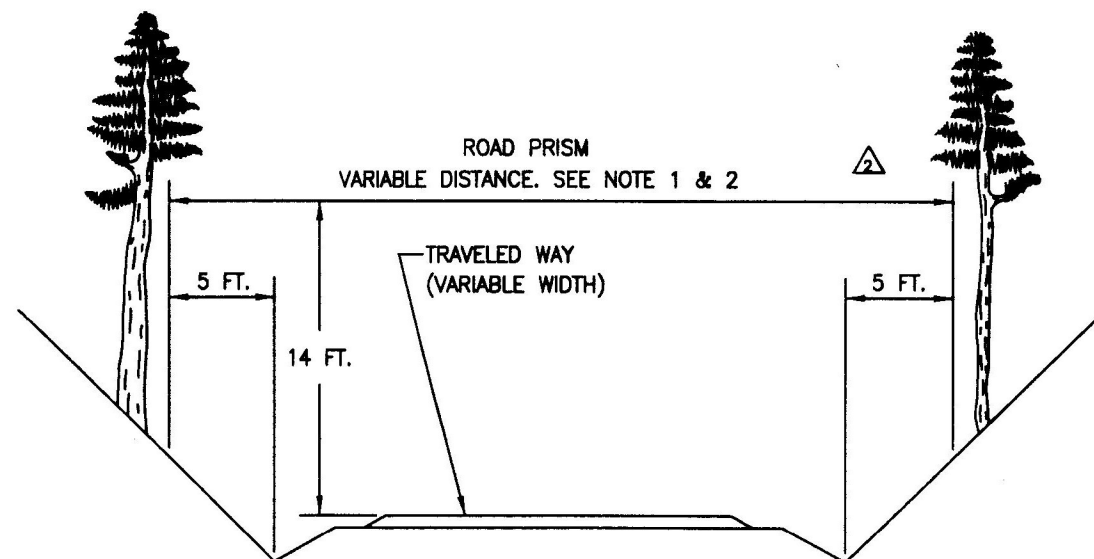 ROAD PRISM
VARIABLE DISTANCE. SEE NOTE 1 & 2
2
TRAVELED WAY
(VARIABLE WIDTH)
5 FT.
5 FT.
14 FT.